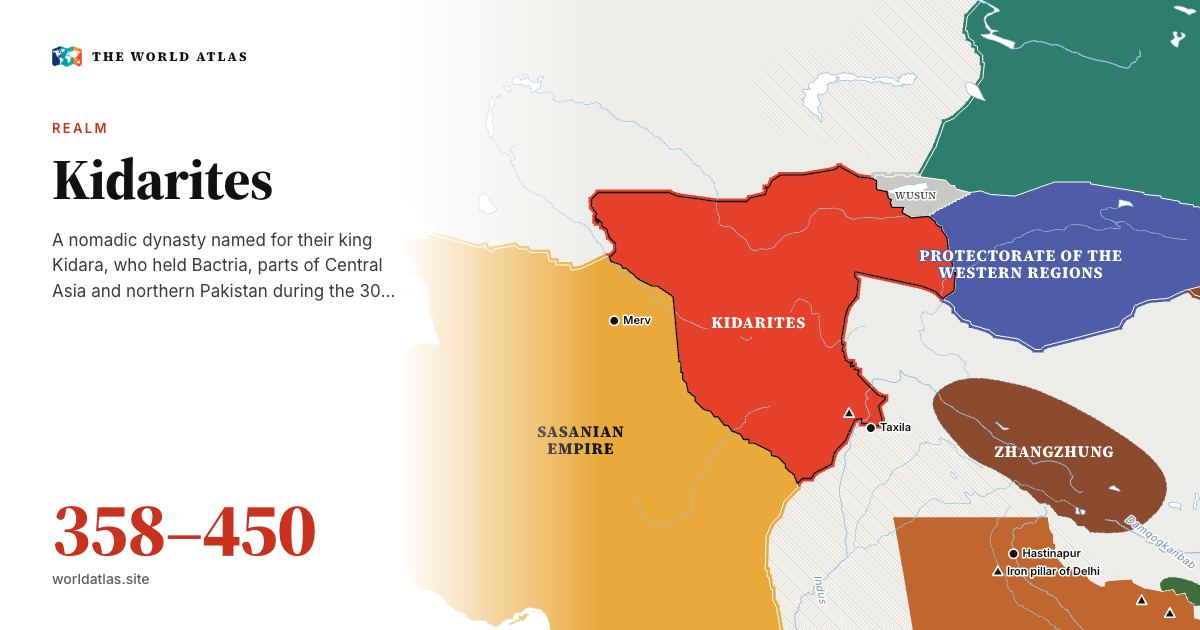 THE WORLD ATLAS
REALM
Kidarites
A nomadic dynasty named for their king
Kidara, who held Bactria, parts of Central
Asia and northern Pakistan during the 30...
358–450
worldatlas.site
WUSUN
PROTECTORATE OF THE
WESTERN REGIONS
KIDARITES
Merv
SASANIAN
EMPIRE
Taxila
ZHANGZHUNG
Damqogkanbab
Hastinapur
Iron pillar of Delhi
Indus